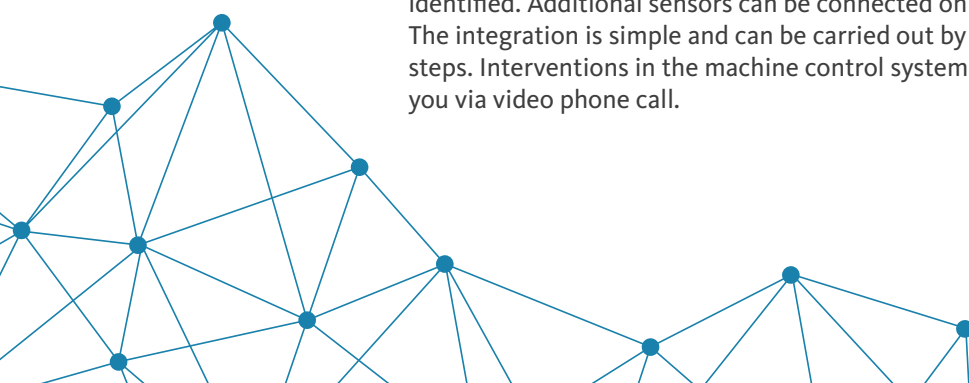 identified. Additional sensors can be connected on
The integration is simple and can be carried out by
steps. Interventions in the machine control system
you via video phone call.